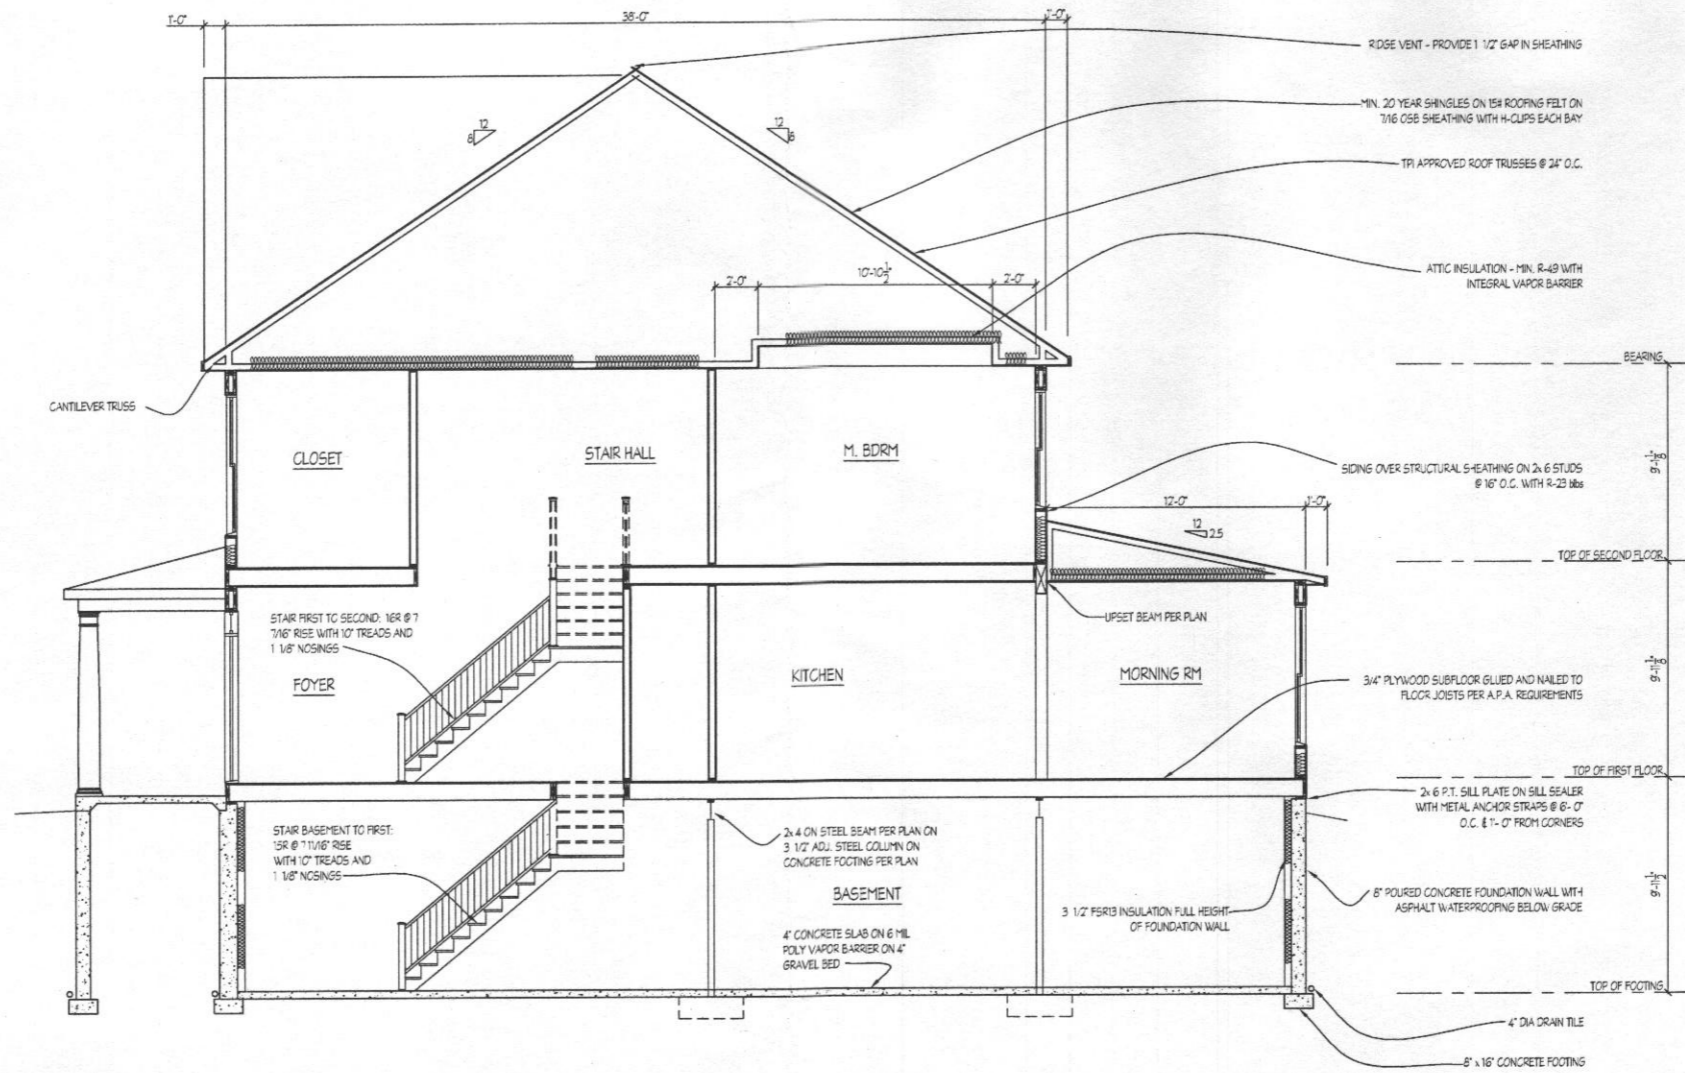 1'-0"
38'-0"
1'-0"
RIDGE VENT - PROVIDE 1 1/2" GAP IN SHEATHING
MIN. 20 YEAR SHINGLES ON 15# ROOFING FELT ON
7/16 OSB SHEATHING WITH H-CLIPS EACH BAY
12
8
12
8
TPI APPROVED ROOF TRUSSES @ 24" O.C.
ATTIC INSULATION - MIN. R-49 WITH
INTEGRAL VAPOR BARRIER
2'-0"
10'-10 1/2"
2'-0"
BEARING
CANTILEVER TRUSS
CLOSET
STAIR HALL
M. BDRM
SIDING OVER STRUCTURAL SHEATHING ON 2x 6 STUDS
@ 16" O.C. WITH R-23 bibs
9'-1 1/8"
12'-0"
1'-0"
12
2.5
TOP OF SECOND FLOOR
UPSET BEAM PER PLAN
STAIR FIRST TO SECOND: 16R @ 7
7/16" RISE WITH 10" TREADS AND
1 1/8" NOSINGS
FOYER
KITCHEN
MORNING RM
3/4" PLYWOOD SUBFLOOR GLUED AND NAILED TO
FLOOR JOISTS PER A.P.A. REQUIREMENTS
TOP OF FIRST FLOOR
2x 6 P.T. SILL PLATE ON SILL SEALER
WITH METAL ANCHOR STRAPS @ 6'- 0"
O.C. & 1'- 0" FROM CORNERS
STAIR BASEMENT TO FIRST:
15R @ 7 11/16" RISE
WITH 10" TREADS AND
1 1/8" NOSINGS
2x 4 ON STEEL BEAM PER PLAN ON
3 1/2" ADJ. STEEL COLUMN ON
CONCRETE FOOTING PER PLAN
BASEMENT
3 1/2" FSR13 INSULATION FULL HEIGHT
OF FOUNDATION WALL
8" POURED CONCRETE FOUNDATION WALL WITH
ASPHALT WATERPROOFING BELOW GRADE
4" CONCRETE SLAB ON 6 MIL
POLY VAPOR BARRIER ON 4"
GRAVEL BED
TOP OF FOOTING
4" DIA DRAIN TILE
8" x 16" CONCRETE FOOTING